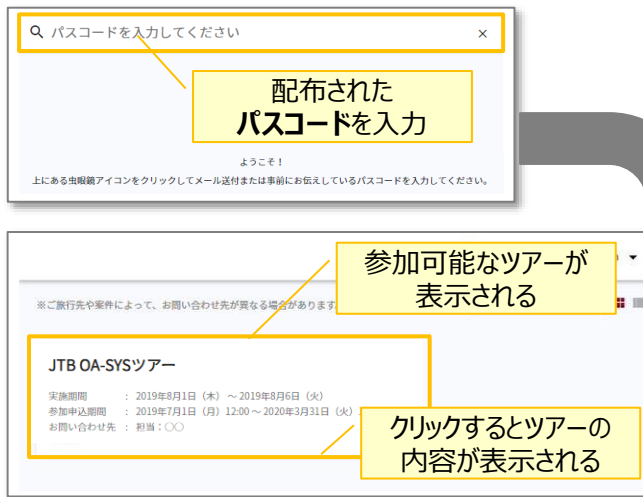 パスコードを入力してください ×
配布された
パスコードを入力
ようこそ！
上にある虫眼鏡アイコンをクリックしてメール送付または事前にお伝えしているパスコードを入力してください。
参加可能なツアーが
表示される
※ご旅行先や案件によって、お問い合わせ先が異なる場合があります
JTB OA-SYSツアー
実施期間 ： 2019年8月1日（木）～2019年8月6日（火）
参加申込期間 ： 2019年7月1日（月）12:00～2020年3月31日（火）
お問い合わせ先 ： 担当：〇〇
クリックするとツアーの
内容が表示される